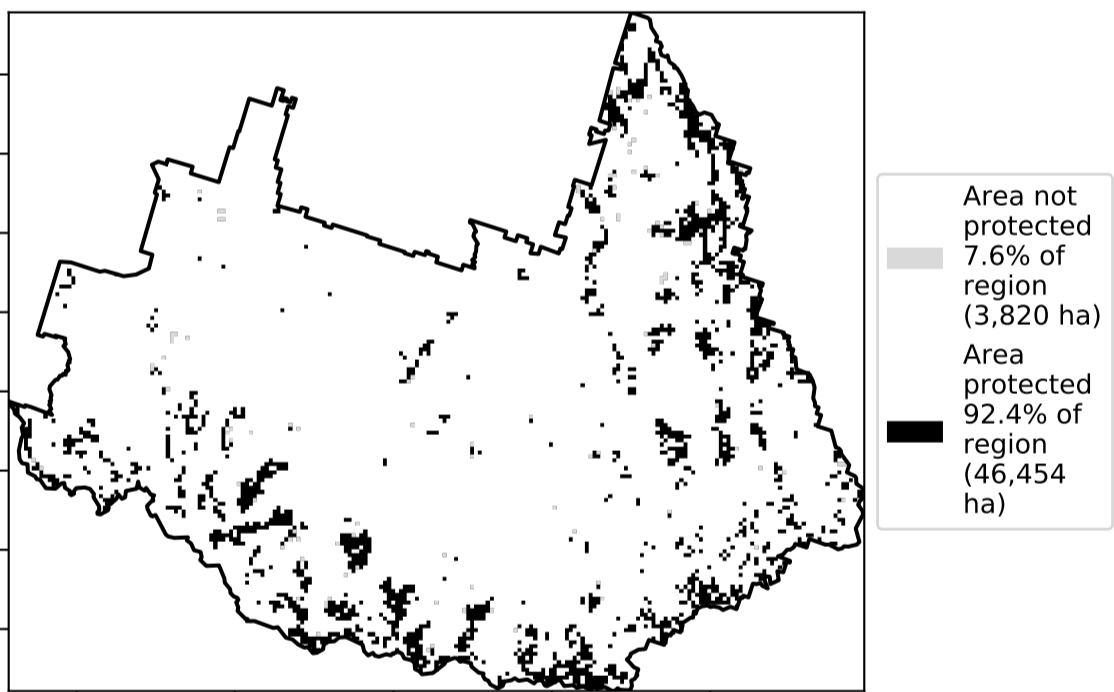 Area not
protected
7.6% of
region
(3,820 ha)
Area
protected
92.4% of
region
(46,454
ha)